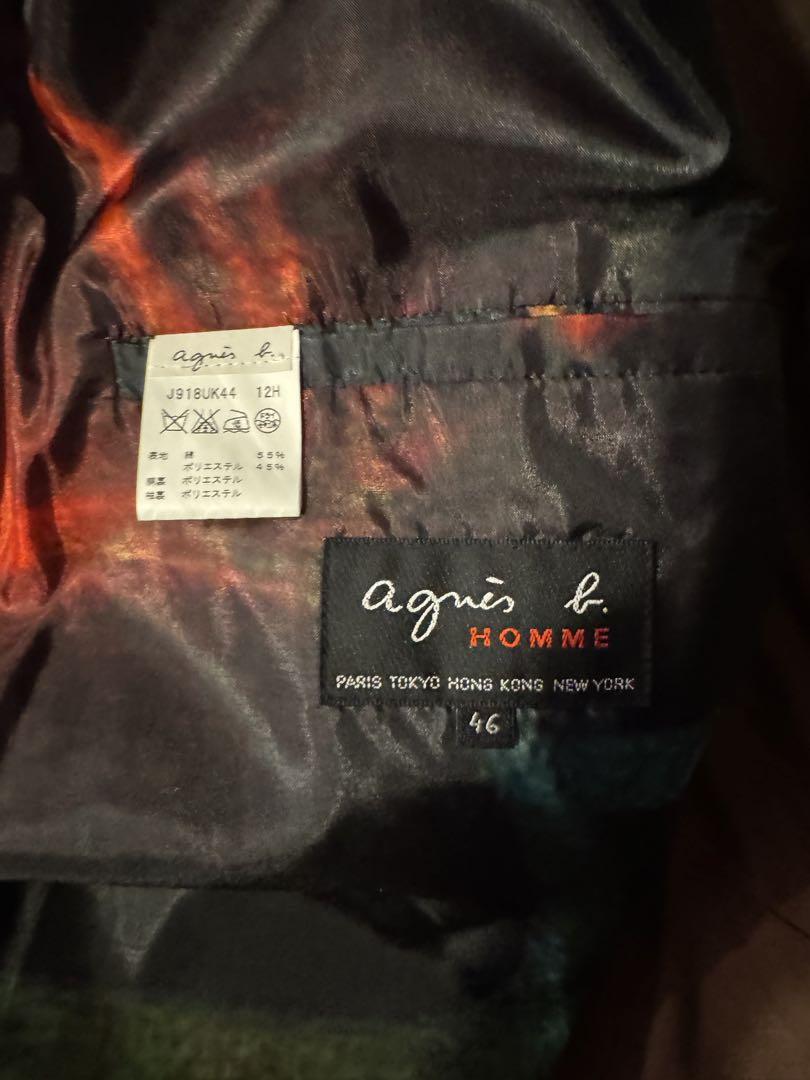 agnès b.
J918UK44 12H
表地 綿 55%
ポリエステル 45%
胴裏 ポリエステル
袖裏 ポリエステル
agnès b.
HOMME
PARIS TOKYO HONG KONG NEW YORK
46